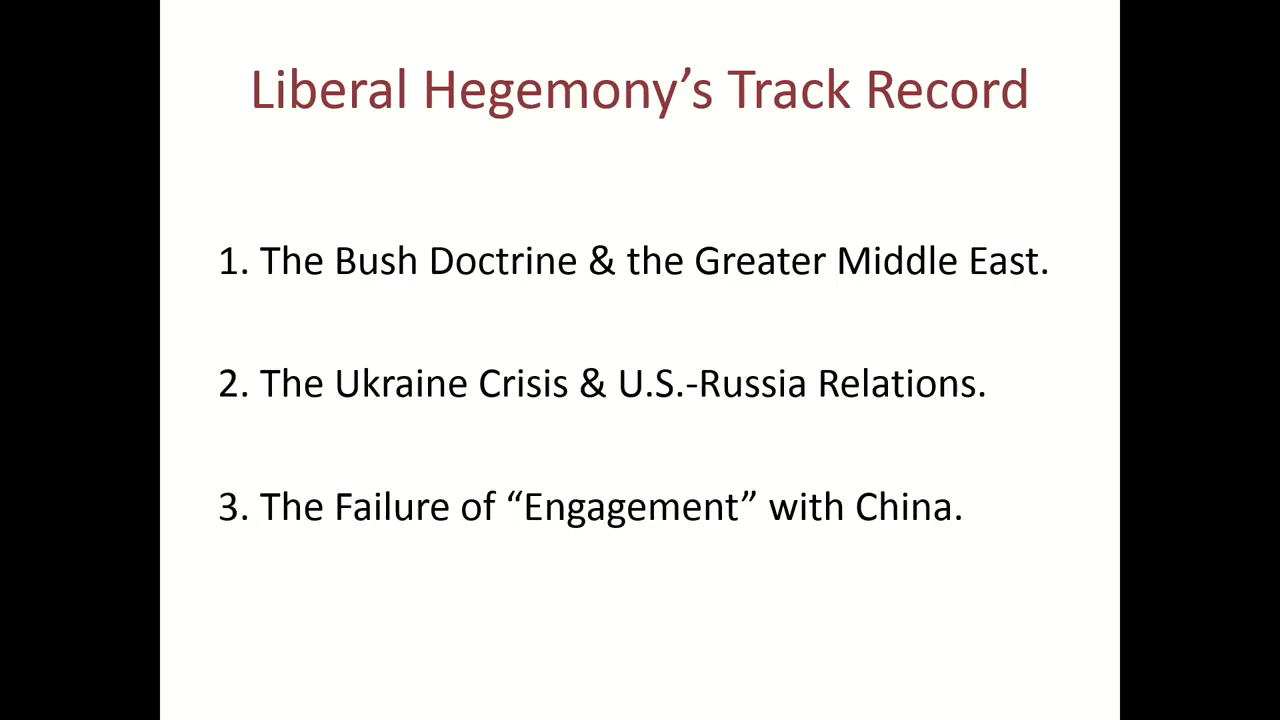 Liberal Hegemony’s Track Record
1. The Bush Doctrine & the Greater Middle East.
2. The Ukraine Crisis & U.S.-Russia Relations.
3. The Failure of “Engagement” with China.